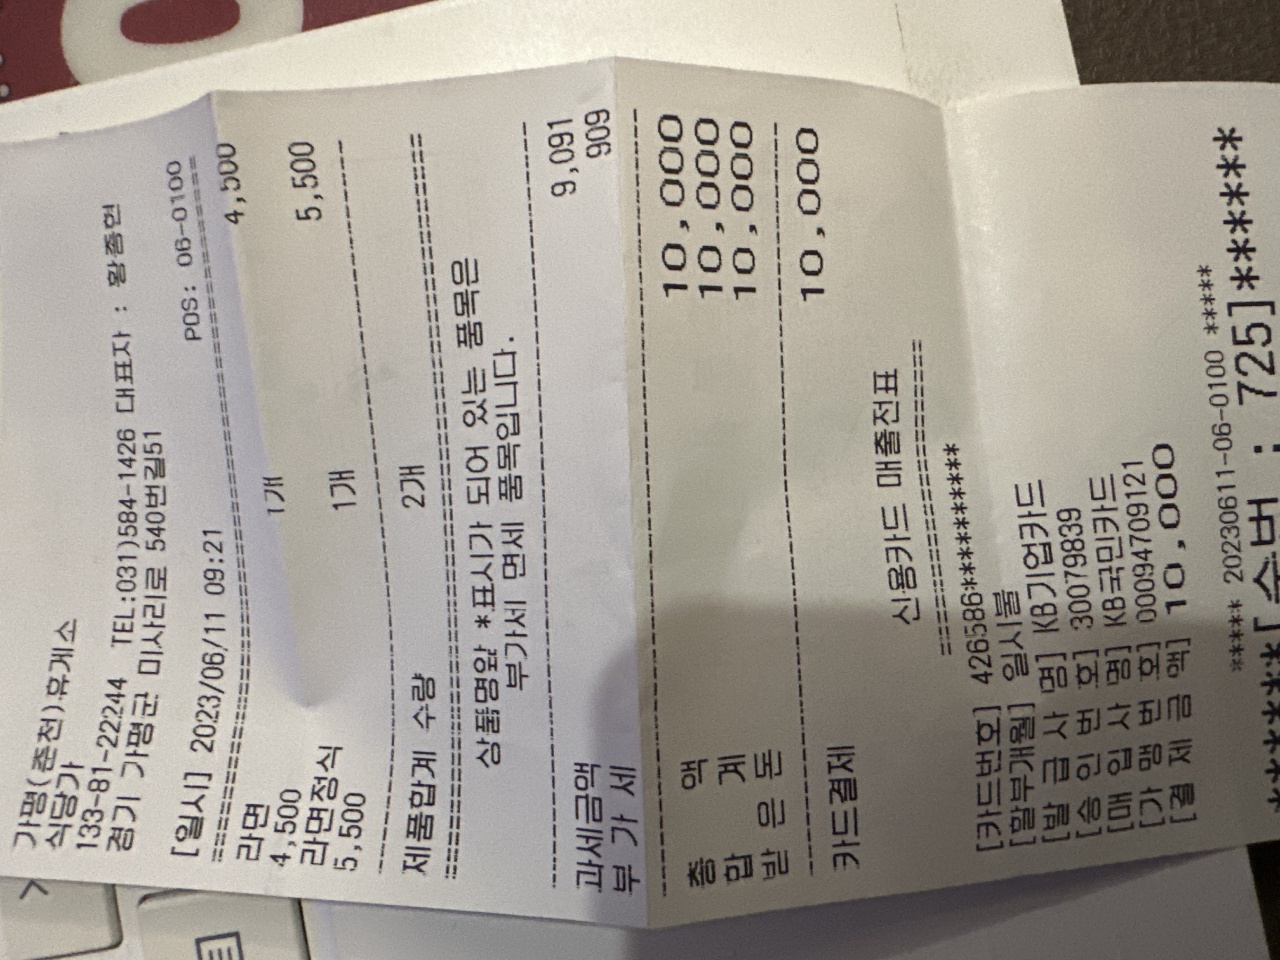 가평(춘천)휴게소
식당가
133-81-22244 TEL:031)584-1426 대표자 : 황종현
경기 가평군 미사리로 540번길51
[일시] 2023/06/11 09:21 POS: 06-0100
==============================
라면
4,500 1개 4,500
라면정식
5,500 1개 5,500
------------------------------
제품합계 수량 2개
==============================
상품명앞 *표시가 되어 있는 품목은
부가세 면세 품목입니다.
------------------------------
과세금액 9,091
부 가 세 909
------------------------------
총 액 10,000
합 계 10,000
받 은 돈 10,000
------------------------------
카드결제 10,000
신용카드 매출전표
==============================
[카드번호] 426586**********
[할부개월] 일시불
[발 급 사 명] KB기업카드
[승 인 번 호] 30079839
[매 입 사 명] KB국민카드
[가 맹 번 호] 00094709121
[결 제 금 액] 10,000
***** 20230611-06-0100 *****
******[주번 : 725]******